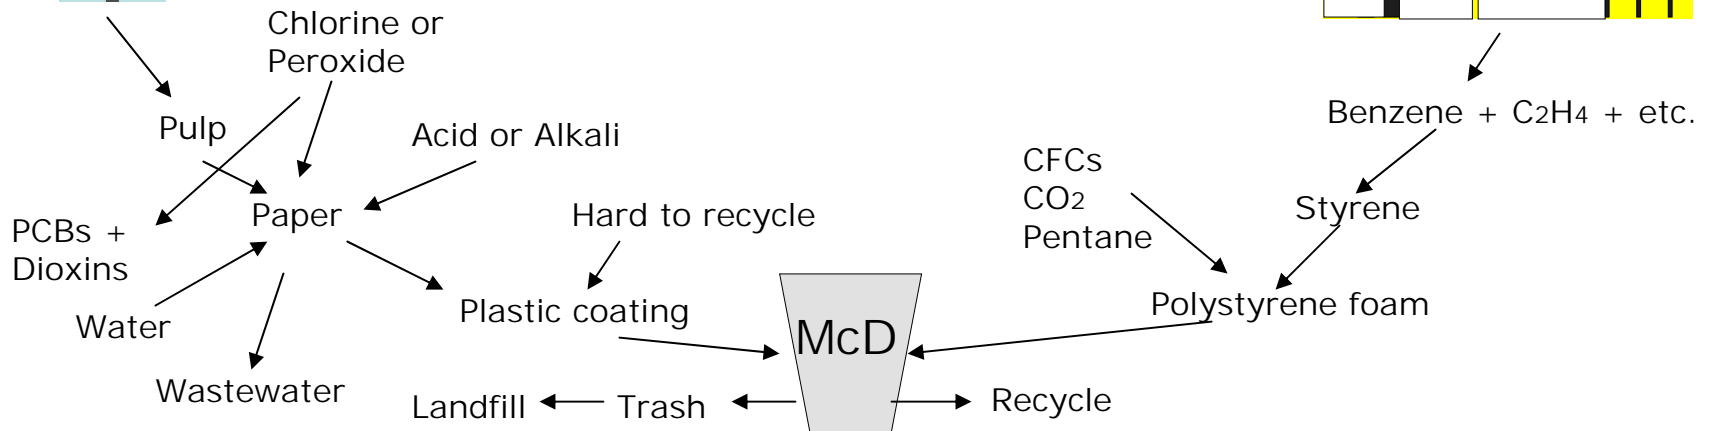 Chlorine or
Peroxide
Pulp
Acid or Alkali
Benzene + C2H4 + etc.
CFCs
CO2
Pentane
Paper
Hard to recycle
Styrene
PCBs +
Dioxins
Plastic coating
Polystyrene foam
Water
McD
Wastewater
Landfill
Trash
Recycle